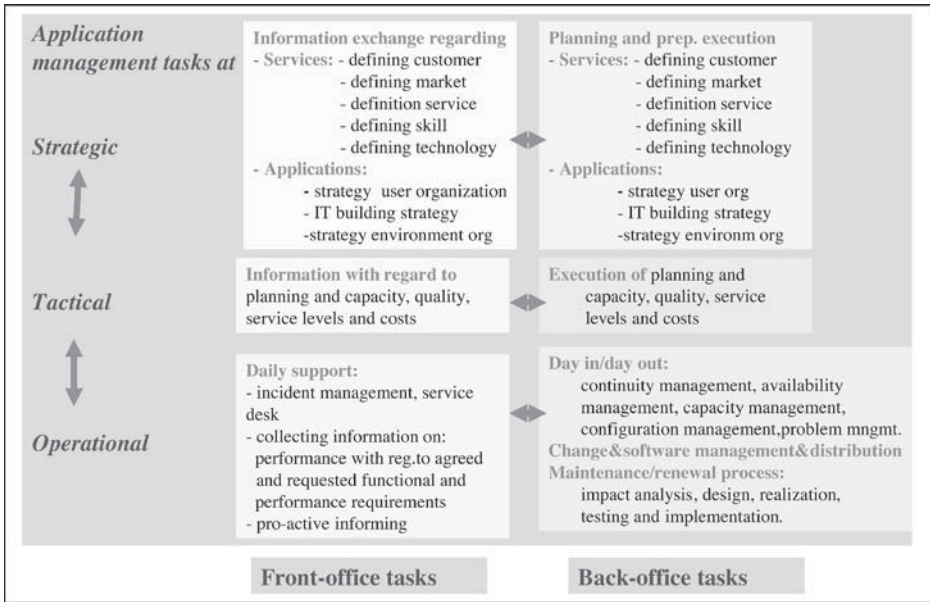 Application
management tasks at
Strategic
Tactical
Operational
Information exchange regarding
- Services: - defining customer
- defining market
- definition service
- defining skill
- defining technology
- Applications:
- strategy user organization
- IT building strategy
-strategy environment org
Planning and prep. execution
- Services: - defining customer
- defining market
- definition service
- defining skill
- defining technology
- Applications:
- strategy user org
- IT building strategy
-strategy environm org
Information with regard to
planning and capacity, quality,
service levels and costs
Execution of planning and
capacity, quality, service
levels and costs
Daily support:
- incident management, service
desk
- collecting information on:
performance with reg.to agreed
and requested functional and
performance requirements
- pro-active informing
Day in/day out:
continuity management, availability
management, capacity management,
configuration management,problem mngmt.
Change&software management&distribution
Maintenance/renewal process:
impact analysis, design, realization,
testing and implementation.
Front-office tasks
Back-office tasks